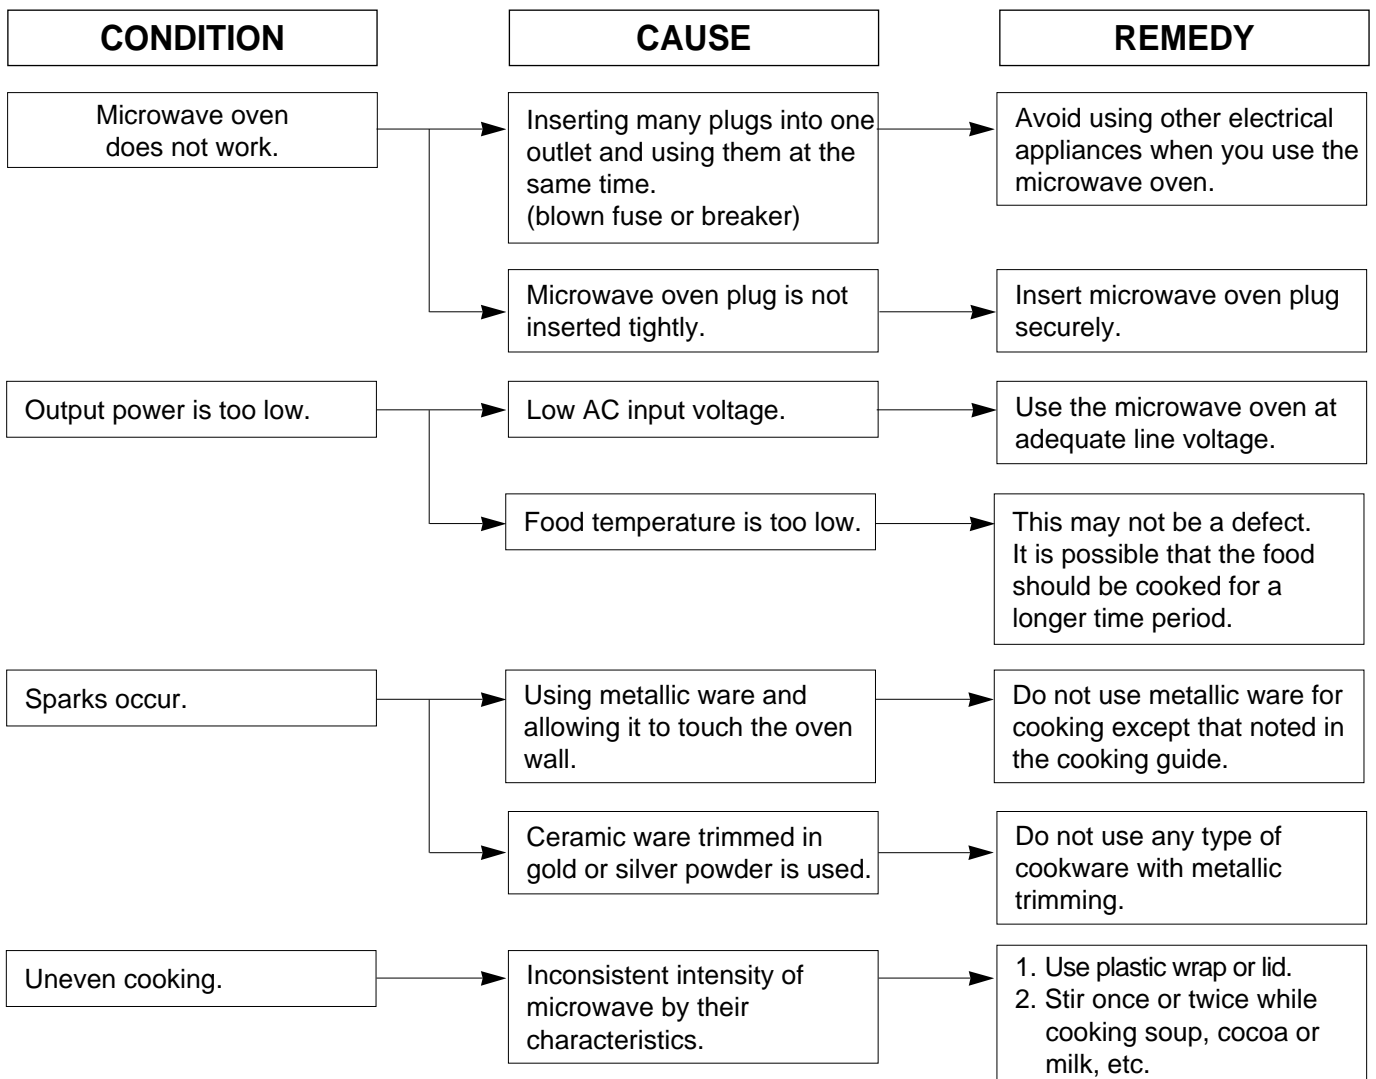 CONDITION
CAUSE
REMEDY
Microwave oven
does not work.
Inserting many plugs into one
outlet and using them at the
same time.
(blown fuse or breaker)
Avoid using other electrical
appliances when you use the
microwave oven.
Microwave oven plug is not
inserted tightly.
Insert microwave oven plug
securely.
Output power is too low.
Low AC input voltage.
Use the microwave oven at
adequate line voltage.
Food temperature is too low.
This may not be a defect.
It is possible that the food
should be cooked for a
longer time period.
Sparks occur.
Using metallic ware and
allowing it to touch the oven
wall.
Do not use metallic ware for
cooking except that noted in
the cooking guide.
Ceramic ware trimmed in
gold or silver powder is used.
Do not use any type of
cookware with metallic
trimming.
Uneven cooking.
Inconsistent intensity of
microwave by their
characteristics.
1. Use plastic wrap or lid.
2. Stir once or twice while
cooking soup, cocoa or
milk, etc.